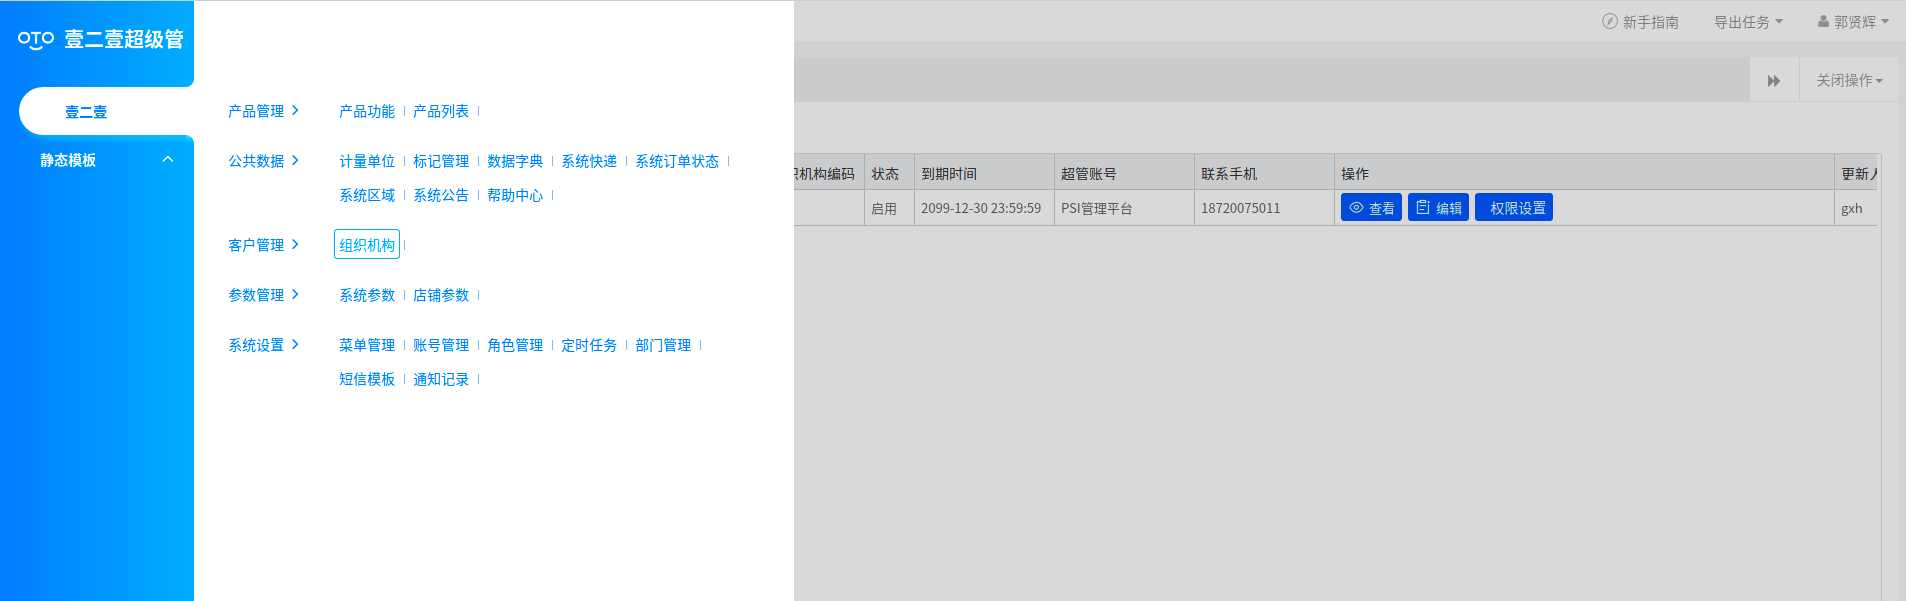 OTO 壹二壹超级管
新手指南 导出任务 郭贤辉
关闭操作
壹二壹
静态模板
产品管理 产品功能 产品列表
公共数据 计量单位 标记管理 数据字典 系统快递 系统订单状态
系统区域 系统公告 帮助中心
客户管理 组织机构
参数管理 系统参数 店铺参数
系统设置 菜单管理 账号管理 角色管理 定时任务 部门管理
短信模板 通知记录
机构编码 状态 到期时间 超管账号 联系手机 操作 更新
启用 2099-12-30 23:59:59 PSI管理平台 18720075011 查看 编辑 权限设置 gxh